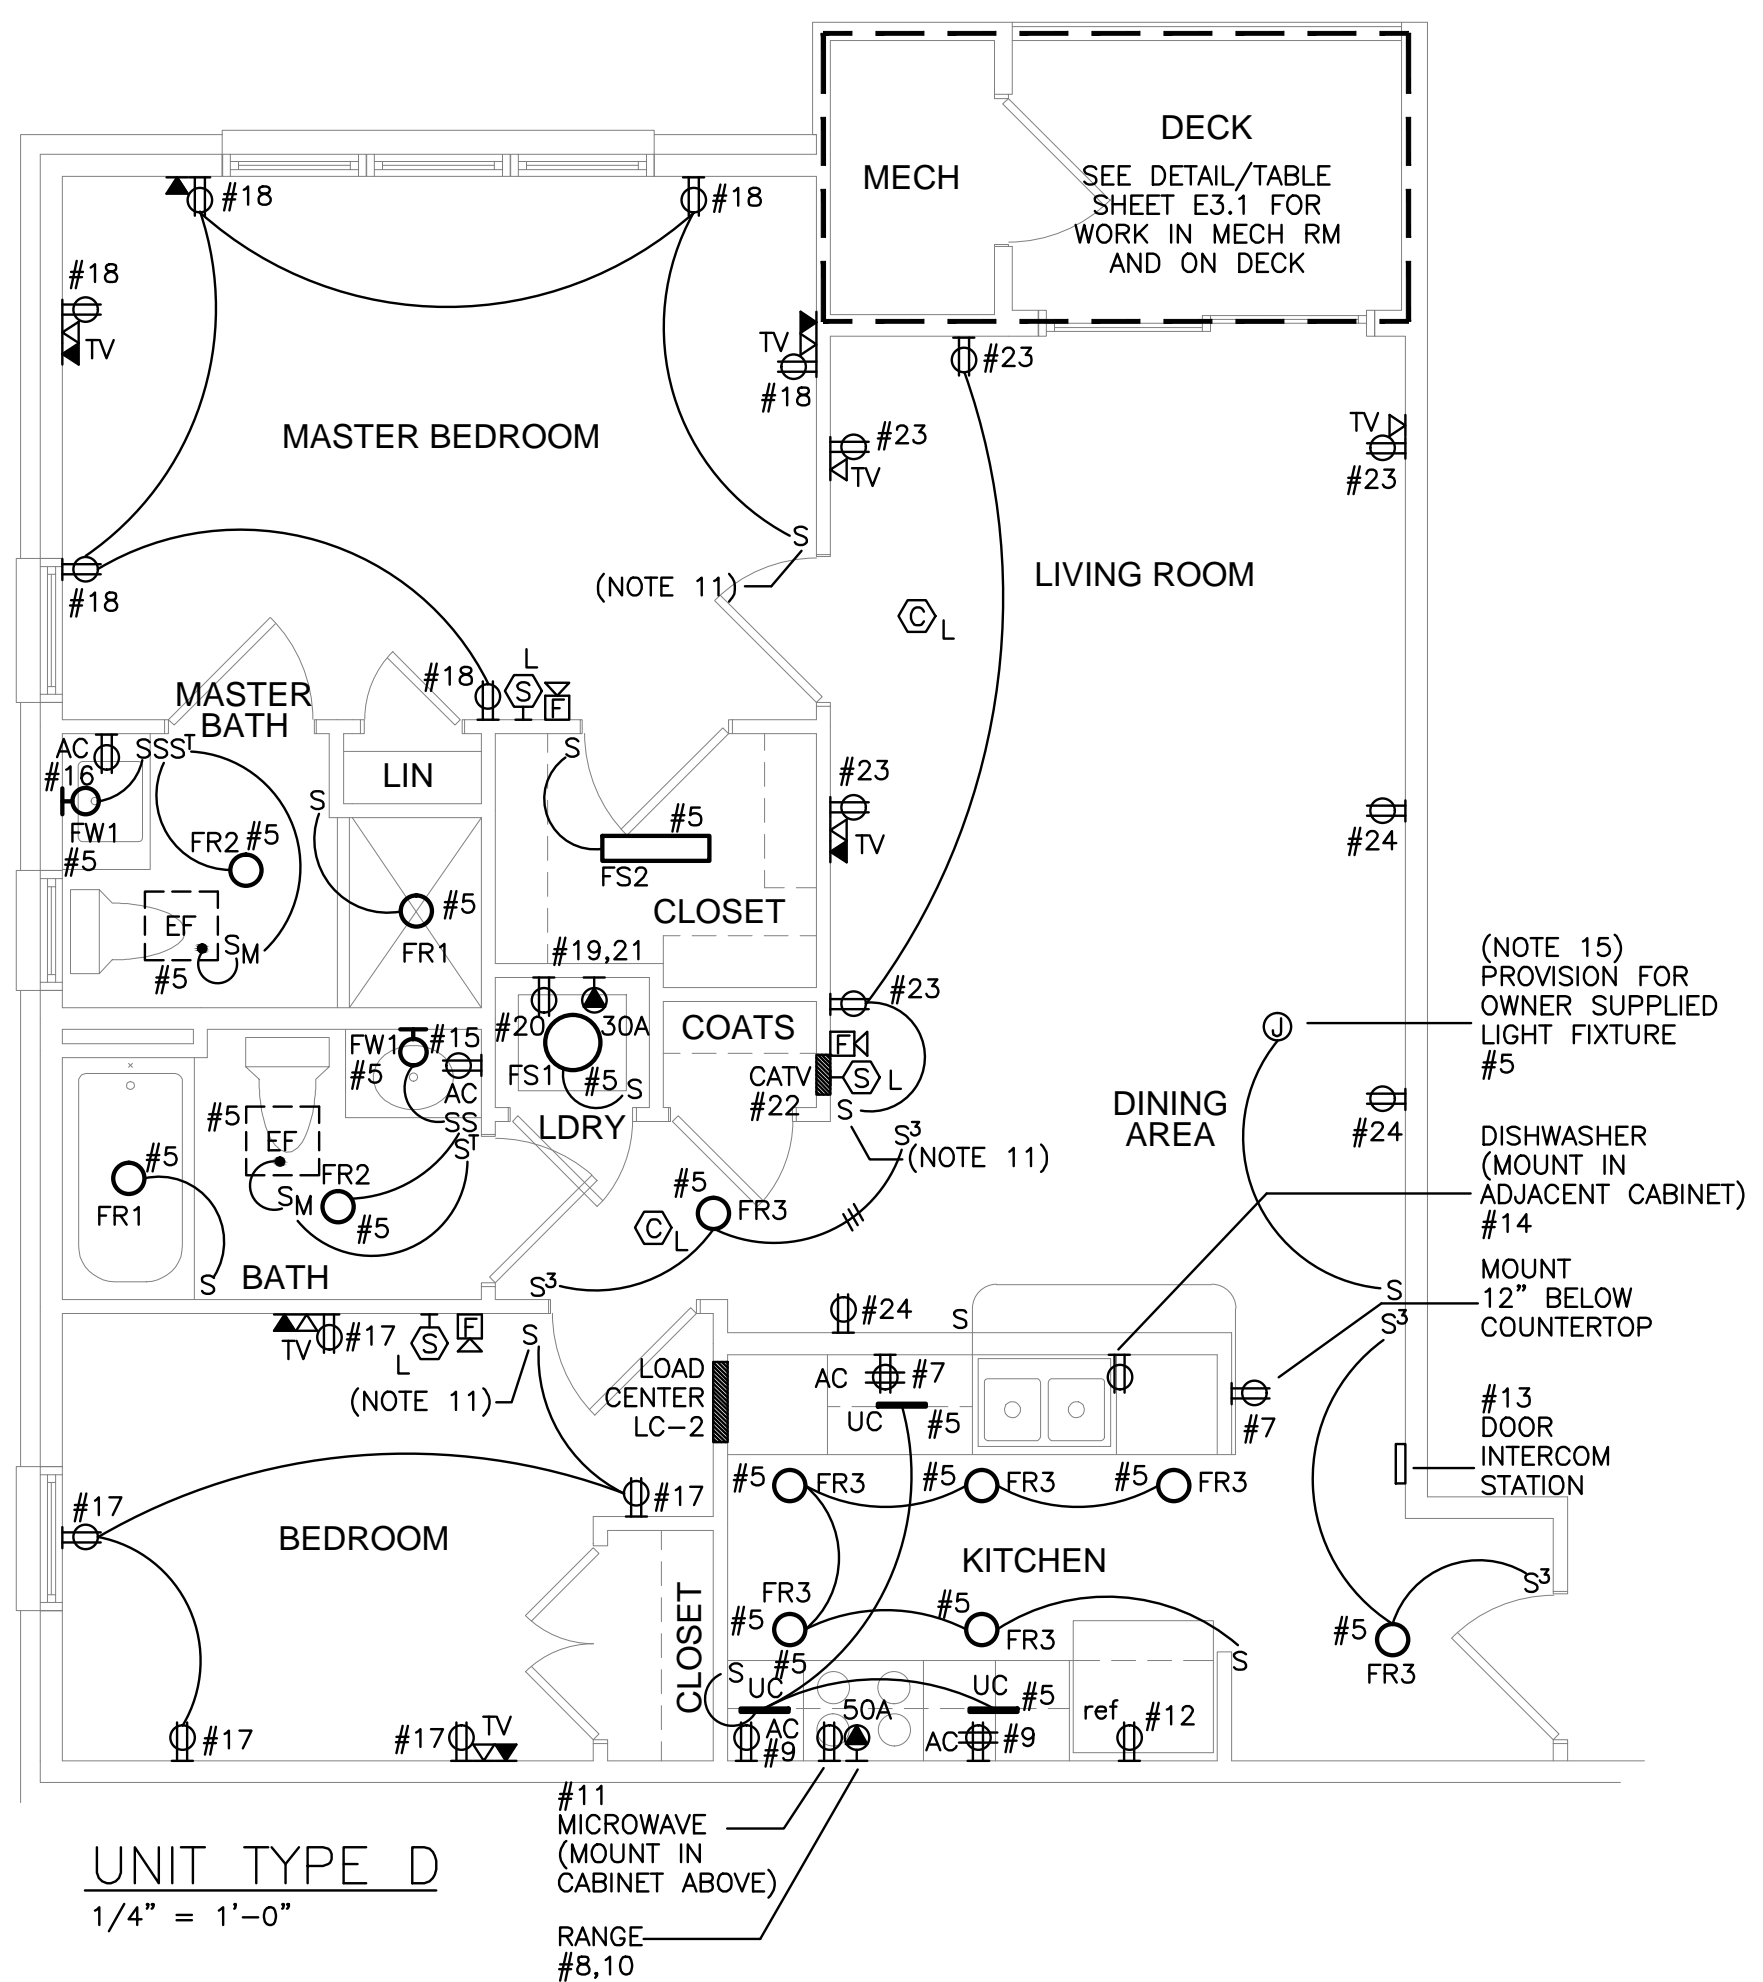 DECK
SEE DETAIL/TABLE
SHEET E3.1 FOR
WORK IN MECH RM
AND ON DECK
MECH
#18
#18
#18
TV
TV
#18
#23
#23
TV
TV
#23
MASTER BEDROOM
LIVING ROOM
S
(NOTE 11)
#18
C
L
#18
L
S
F
MASTER
BATH
AC
#16
SSST
FW1
#5
FR2
#5
S
LIN
S
#5
FS2
#23
TV
#24
EF
SM
#5
#5
FR1
CLOSET
#19,21
#20
30A
FS1
#5
S
LDRY
COATS
#23
F
S
L
CATV
#22
S
S3
(NOTE 11)
J
(NOTE 15)
PROVISION FOR
OWNER SUPPLIED
LIGHT FIXTURE
#5
DINING
AREA
#24
FW1
#5
#15
AC
SS
ST
#5
EF
#5
FR1
SM
FR2
#5
S
BATH
#5
FR3
C
L
S3
DISHWASHER
(MOUNT IN
ADJACENT CABINET)
#14
MOUNT
12" BELOW
COUNTERTOP
S
S3
#24
S
TV
#17
S
L
F
S
(NOTE 11)
LOAD
CENTER
LC-2
AC
#7
UC
#5
#7
#13
DOOR
INTERCOM
STATION
#5
FR3
#5
FR3
#5
FR3
#17
#17
BEDROOM
KITCHEN
CLOSET
FR3
#5
#5
FR3
S3
#5
FR3
S
S
#5
UC
UC
#5
50A
AC
#9
AC
#9
ref
#12
#17
#17
TV
#11
MICROWAVE
(MOUNT IN
CABINET ABOVE)
RANGE
#8,10
UNIT TYPE D
1/4" = 1'-0"